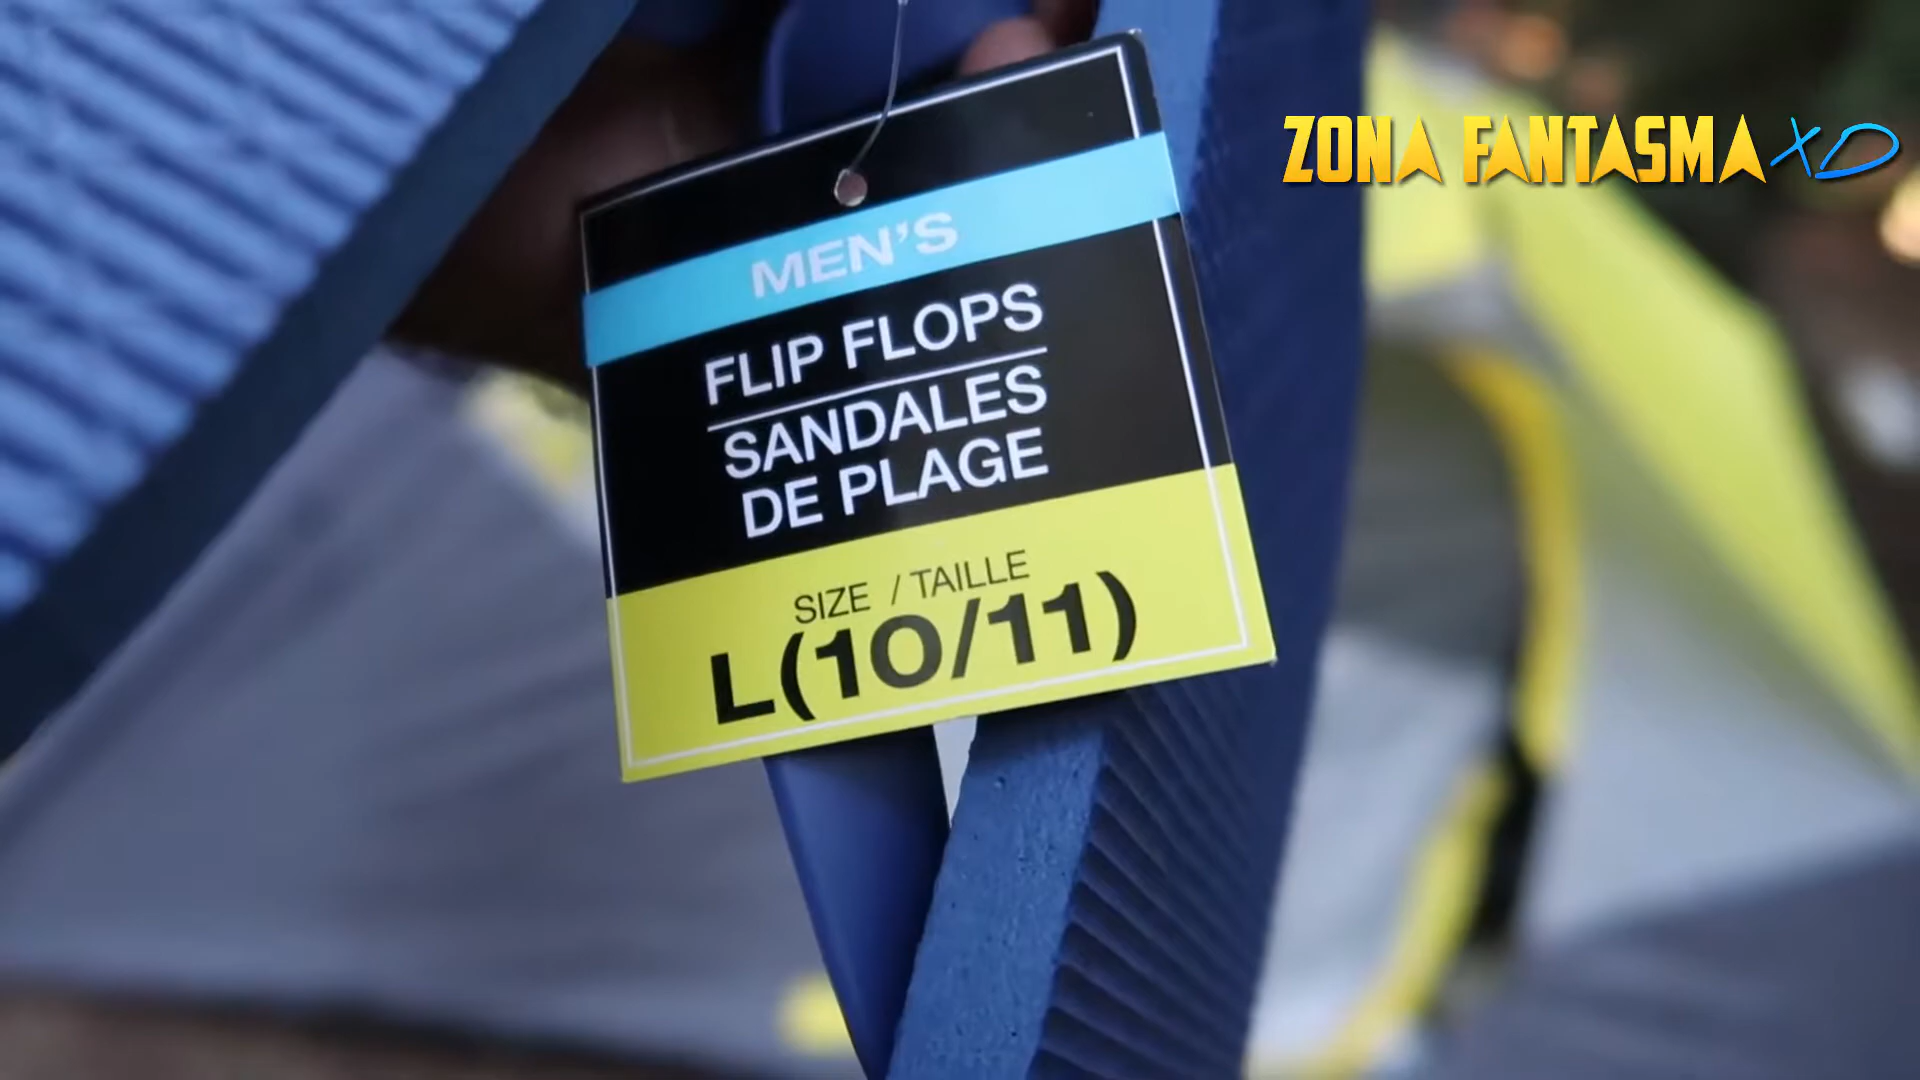 ZONA FANTASMA XD
MEN'S
FLIP FLOPS
SANDALES
DE PLAGE
SIZE / TAILLE
L(10/11)